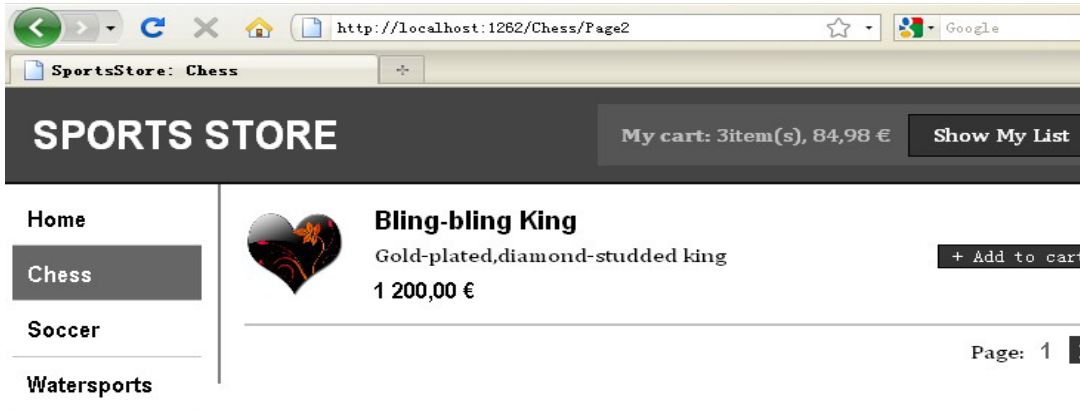 http://localhost:1262/Chess/Page2
Google
SportsStore: Chess
SPORTS STORE
My cart: 3item(s), 84,98 €
Show My List
Home
Chess
Soccer
Watersports
Bling-bling King
Gold-plated,diamond-studded king
1 200,00 €
+ Add to cart
Page: 1